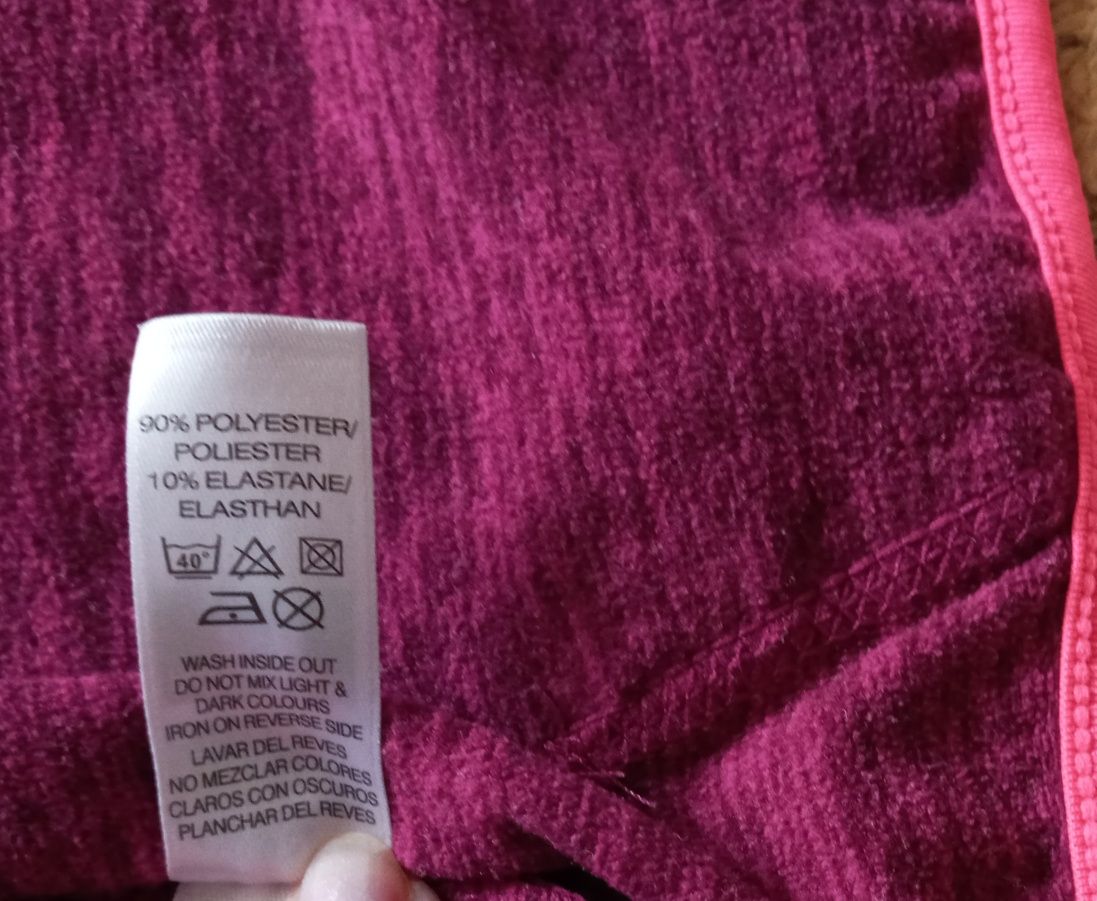 90% POLYESTER/
POLIESTER
10% ELASTANE/
ELASTHAN
40°
WASH INSIDE OUT
DO NOT MIX LIGHT &
DARK COLOURS
IRON ON REVERSE SIDE
LAVAR DEL REVES
NO MEZCLAR COLORES
CLAROS CON OSCUROS
PLANCHAR DEL REVES